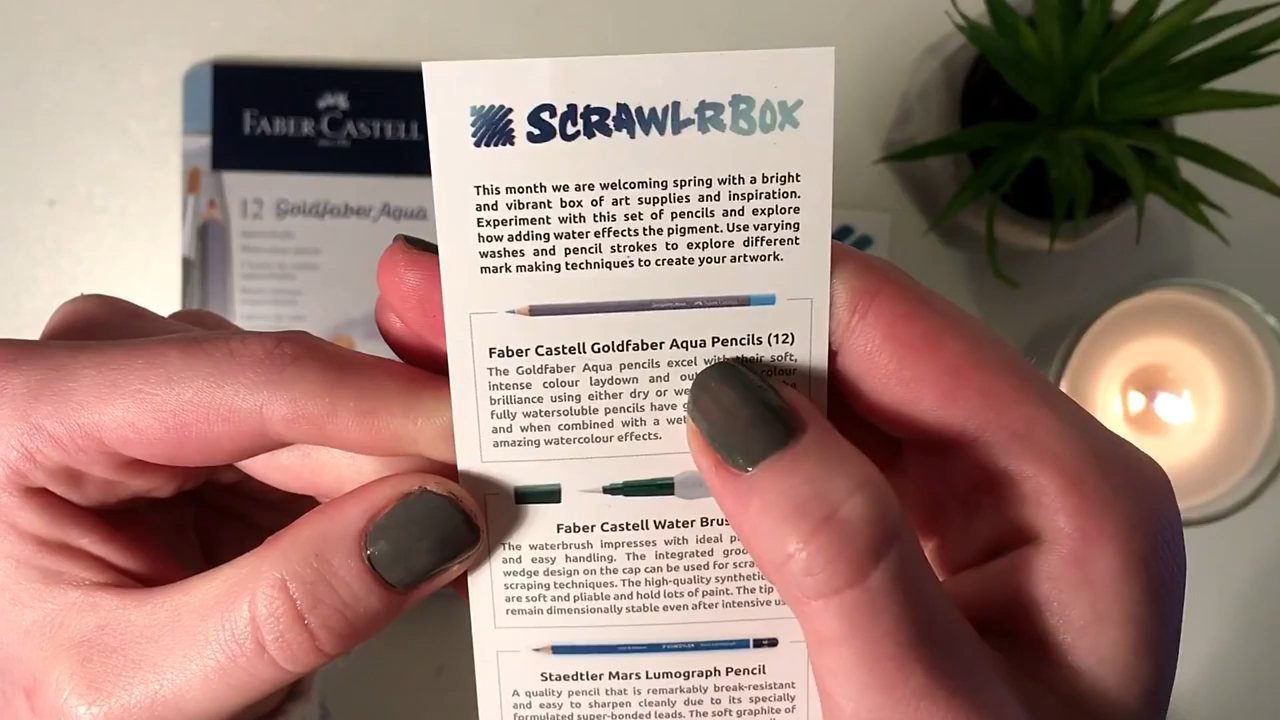 FABER-CASTELL
12 Goldfaber Aqua
SCRAWLRBOX
This month we are welcoming spring with a bright
and vibrant box of art supplies and inspiration.
Experiment with this set of pencils and explore
how adding water effects the pigment. Use varying
washes and pencil strokes to explore different
mark making techniques to create your artwork.
Faber Castell Goldfaber Aqua Pencils (12)
The Goldfaber Aqua pencils excel with their soft,
intense colour laydown and colour
brilliance using either dry or
fully watersoluble pencils have
and when combined with a
amazing watercolour effects.
Faber Castell Water
The waterbrush impresses with ideal
and easy handling. The integrated
wedge design on the cap can be used for
scraping techniques. The high-quality
are soft and pliable and hold lots of paint. The tip
remain dimensionally stable even after intensive
STAEDTLER
Staedtler Mars Lumograph Pencil
A quality pencil that is remarkably break-resistant
and easy to sharpen cleanly due to its specially
formulated super-bonded leads. The soft graphite of